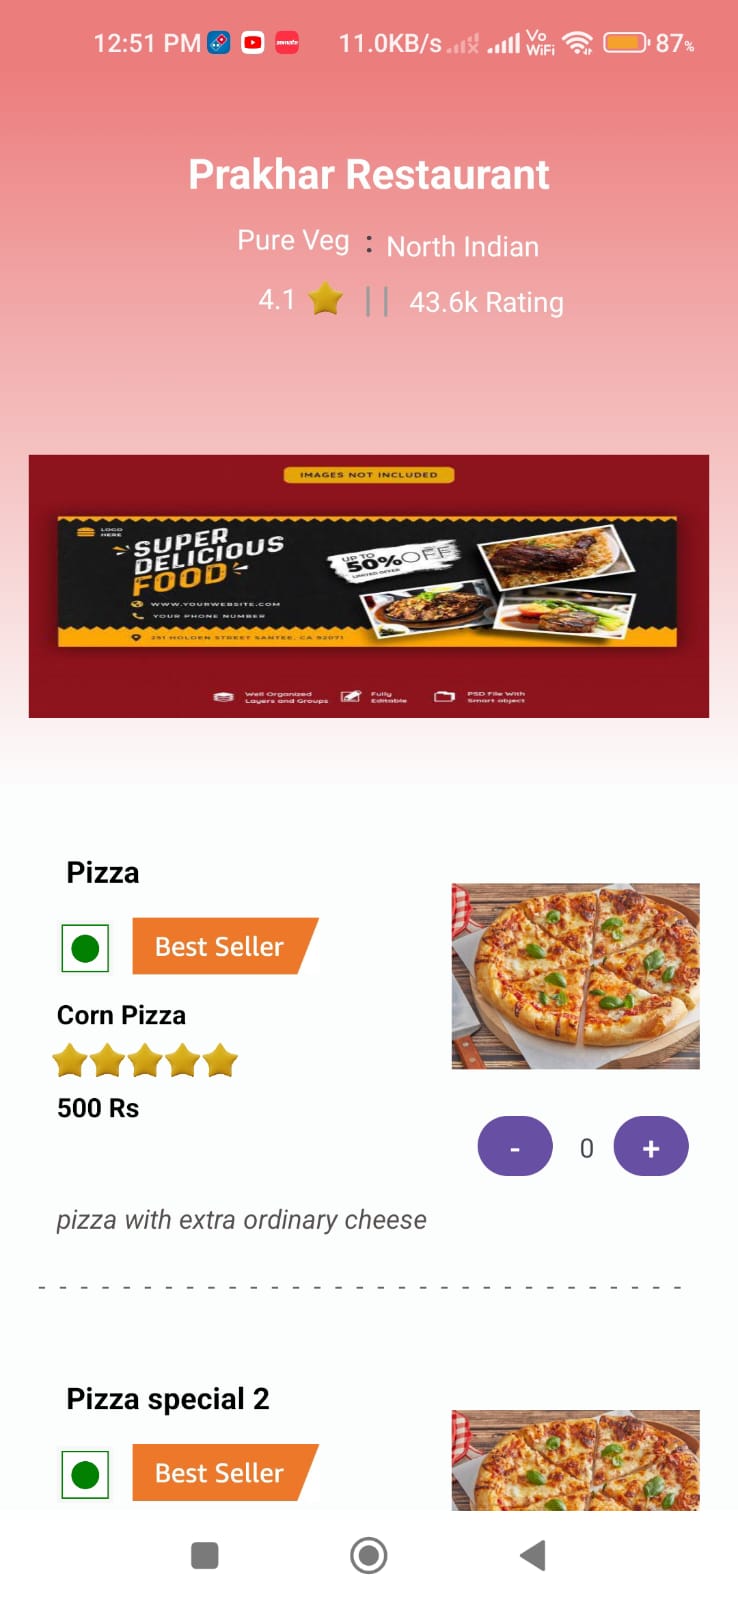 12:51 PM
zomato
11.0KB/s
Vo
WiFi
87%
Prakhar Restaurant
Pure Veg : North Indian
4.1 || 43.6k Rating
IMAGES NOT INCLUDED
LOGO
HERE
SUPER
DELICIOUS
FOOD
UP TO
50%OFF
LIMITED OFFER
WWW.YOURWEBSITE.COM
YOUR PHONE NUMBER
251 HOLDEN STREET SANTEE, CA 92071
Well Organized
Layers and Groups
Fully
Editable
PSD File With
Smart object
Pizza
Best Seller
Corn Pizza
500 Rs
- 0 +
pizza with extra ordinary cheese
Pizza special 2
Best Seller